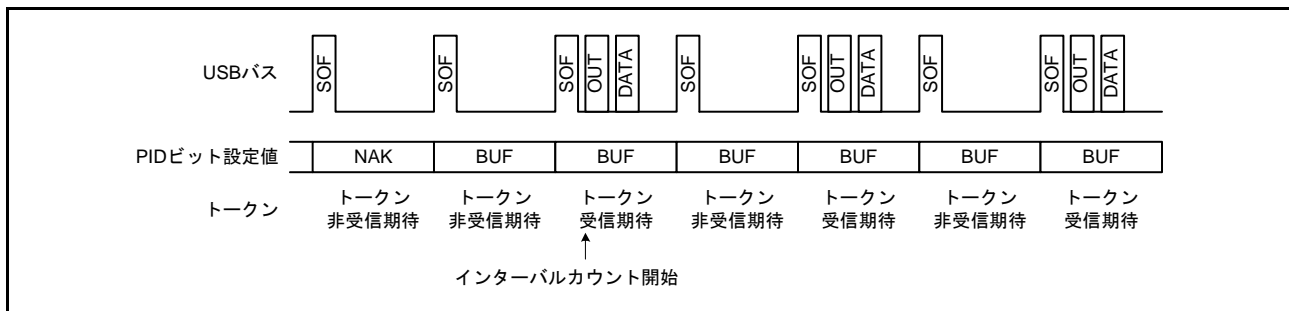 USBバス SOF SOF SOF OUT DATA SOF SOF OUT DATA SOF SOF OUT DATA
PIDビット設定値 NAK BUF BUF BUF BUF BUF BUF
トークン トークン トークン トークン トークン トークン トークン トークン
非受信期待 非受信期待 受信期待 非受信期待 受信期待 非受信期待 受信期待
インターバルカウント開始